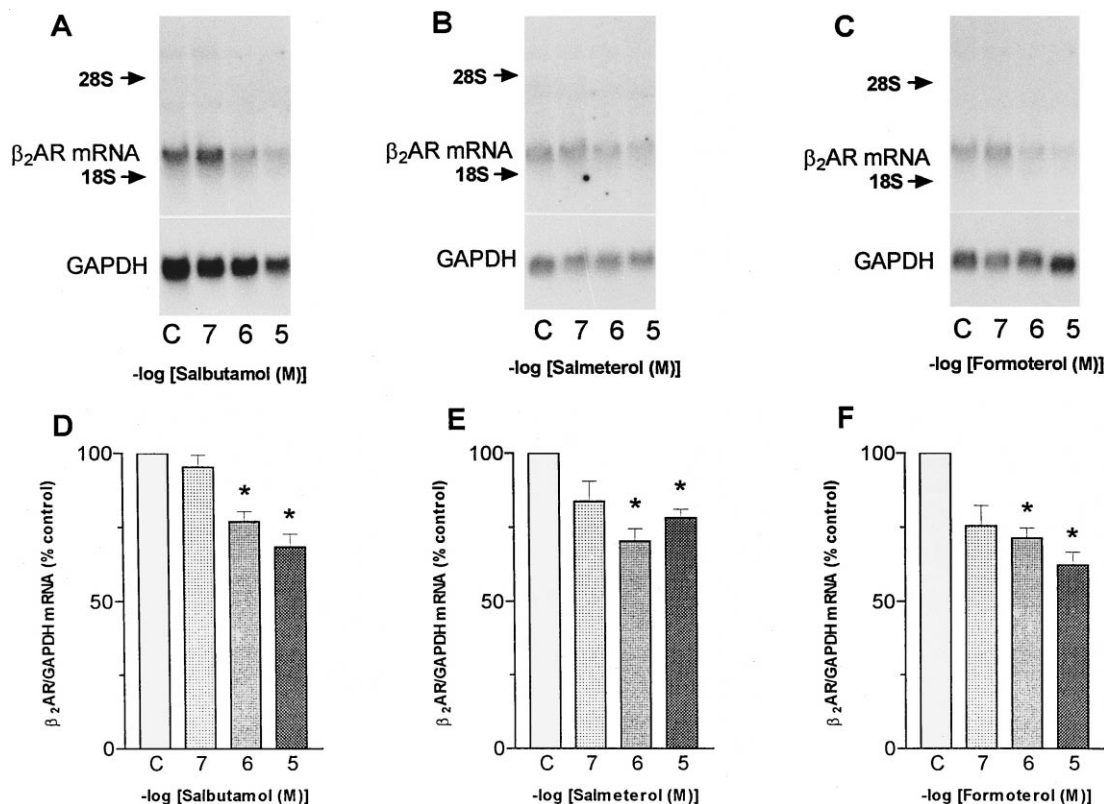 A
28S
β2AR mRNA
18S
GAPDH
C 7 6 5
-log [Salbutamol (M)]
B
28S
β2AR mRNA
18S
GAPDH
C 7 6 5
-log [Salmeterol (M)]
C
28S
β2AR mRNA
18S
GAPDH
C 7 6 5
-log [Formoterol (M)]
D
β2AR/GAPDH mRNA (% control)
100
50
0
* *
C 7 6 5
-log [Salbutamol (M)]
E
β2AR/GAPDH mRNA (% control)
100
50
0
* *
C 7 6 5
-log [Salmeterol (M)]
F
β2AR/GAPDH mRNA (% control)
100
50
0
* *
C 7 6 5
-log [Formoterol (M)]